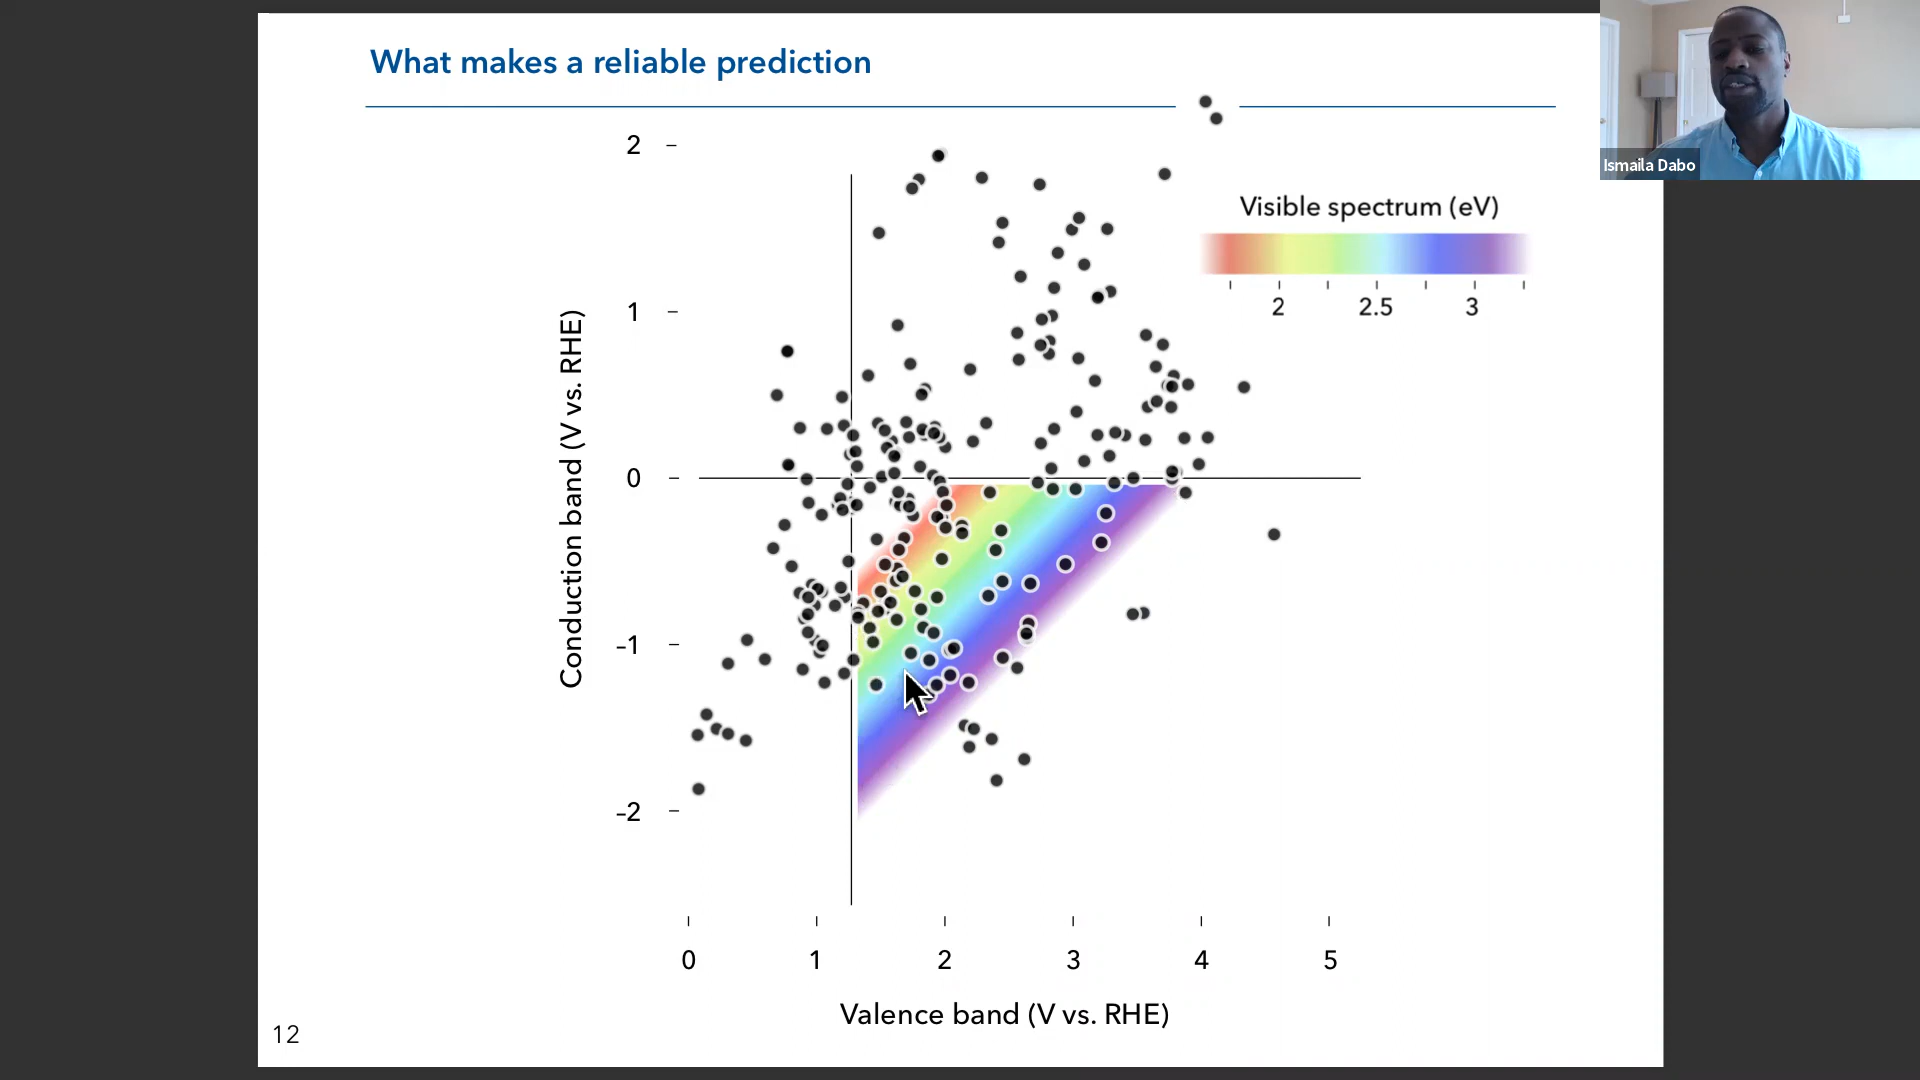 What makes a reliable prediction
Ismaila Dabo
Visible spectrum (eV)
2 2.5 3
Conduction band (V vs. RHE)
2
1
0
–1
–2
0 1 2 3 4 5
Valence band (V vs. RHE)
12